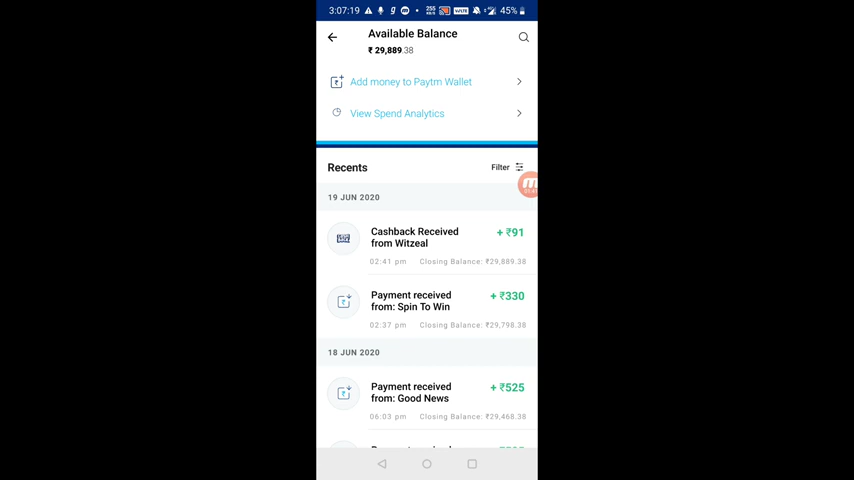 3:07:19 255 KB/S VoLTE 45%
Available Balance
₹ 29,889.38
Add money to Paytm Wallet
View Spend Analytics
Recents Filter
19 JUN 2020
Cashback Received + ₹91
from Witzeal
02:41 pm Closing Balance: ₹29,889.38
Payment received + ₹330
from: Spin To Win
02:37 pm Closing Balance: ₹29,798.38
18 JUN 2020
Payment received + ₹525
from: Good News
06:03 pm Closing Balance: ₹29,468.38